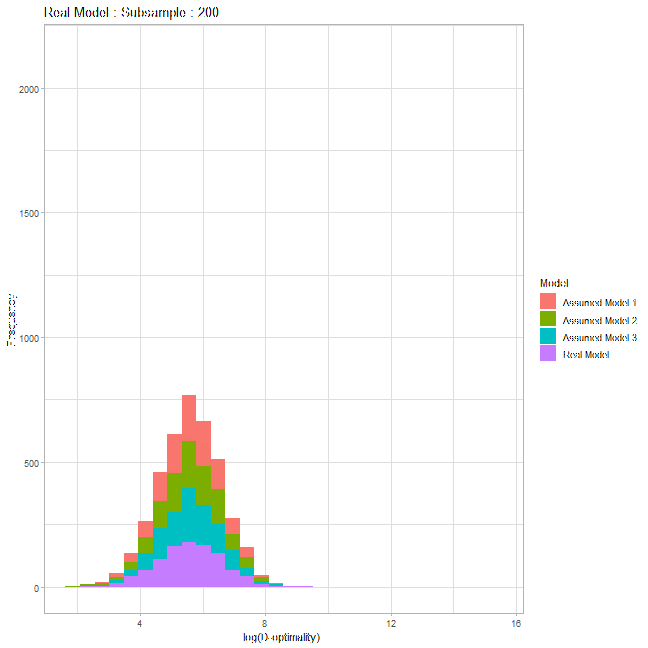 Real Model : Subsample : 200
2000
1500
1000
500
0
Frequency
4
8
12
16
log(D-optimality)
Model
Assumed Model 1
Assumed Model 2
Assumed Model 3
Real Model